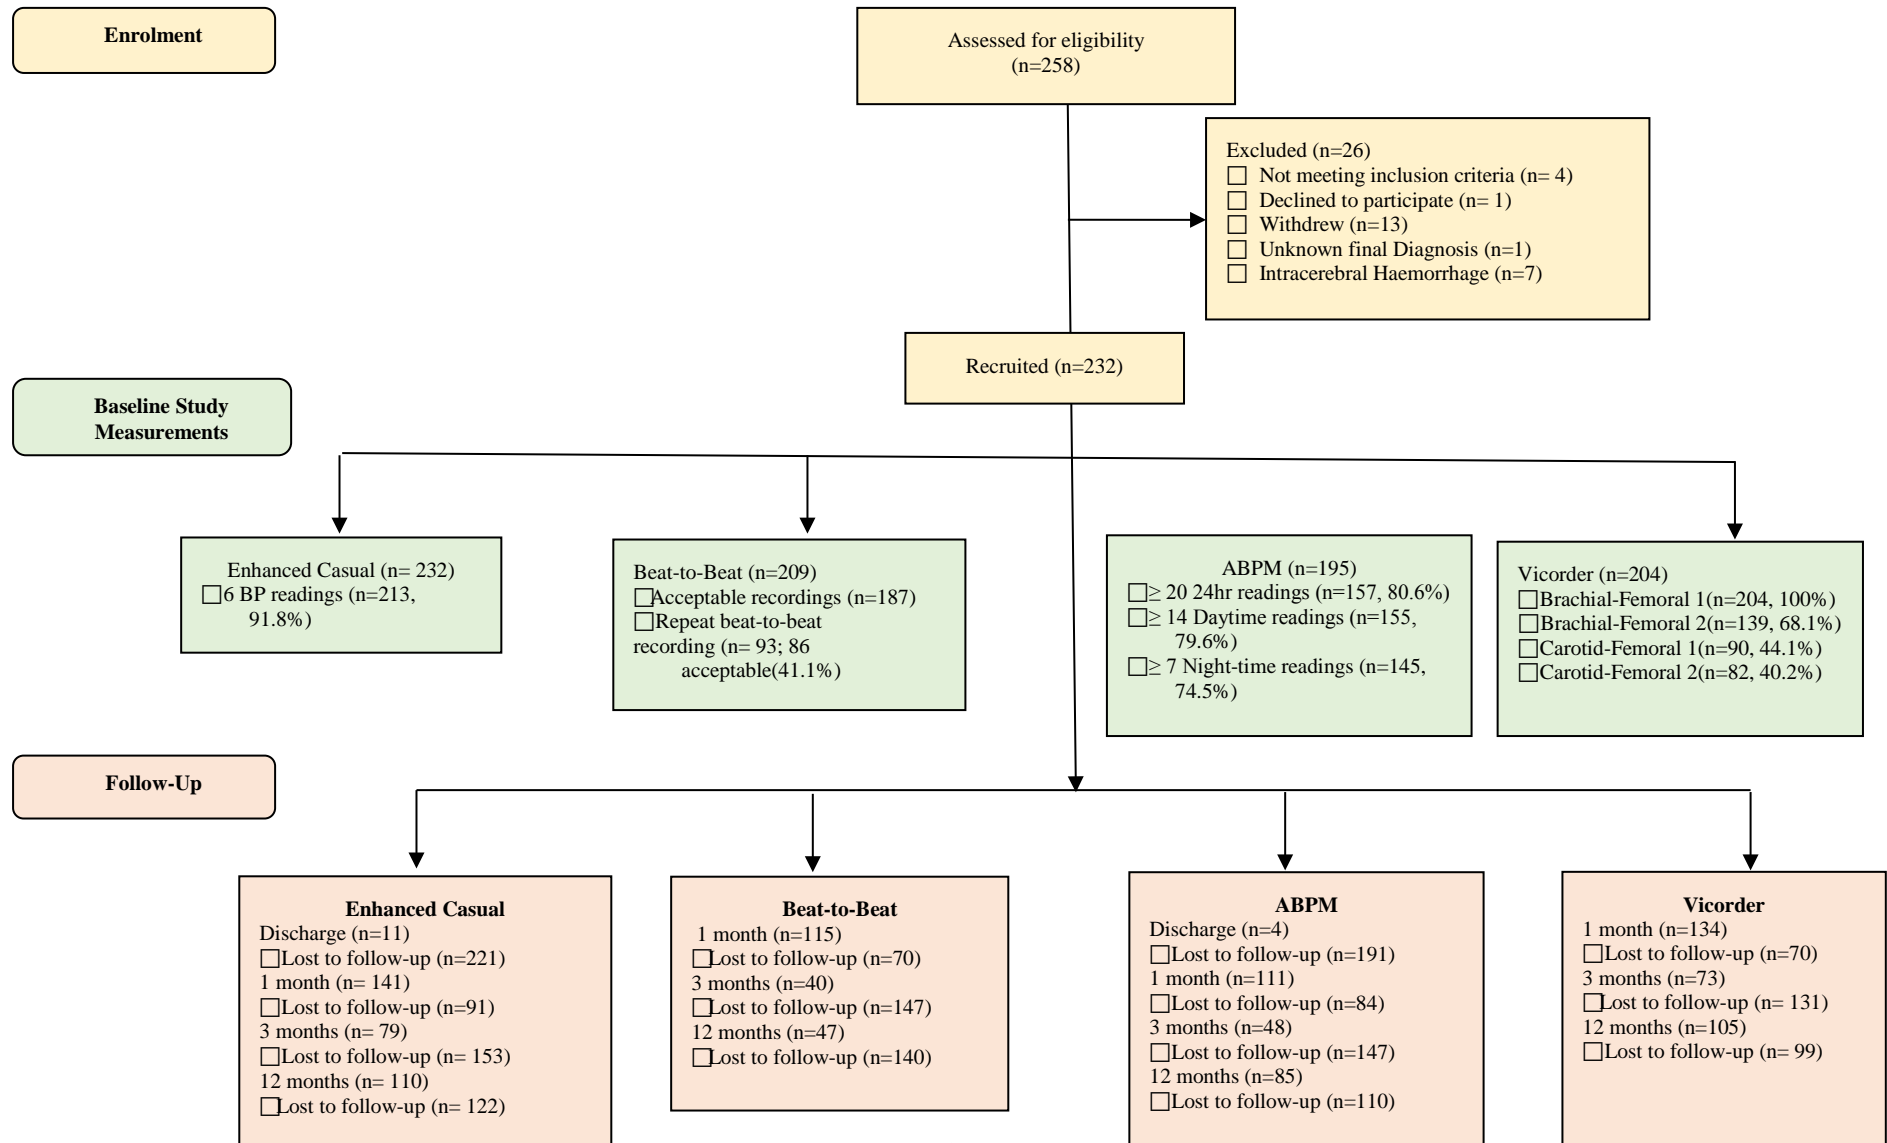 Enrolment
Assessed for eligibility
(n=258)
Excluded (n=26)
Not meeting inclusion criteria (n= 4)
Declined to participate (n= 1)
Withdrew (n=13)
Unknown final Diagnosis (n=1)
Intracerebral Haemorrhage (n=7)
Recruited (n=232)
Baseline Study
Measurements
Enhanced Casual (n= 232)
6 BP readings (n=213,
91.8%)
Beat-to-Beat (n=209)
Acceptable recordings (n=187)
Repeat beat-to-beat
recording (n= 93; 86
acceptable(41.1%)
ABPM (n=195)
≥ 20 24hr readings (n=157, 80.6%)
≥ 14 Daytime readings (n=155,
79.6%)
≥ 7 Night-time readings (n=145,
74.5%)
Vicorder (n=204)
Brachial-Femoral 1(n=204, 100%)
Brachial-Femoral 2(n=139, 68.1%)
Carotid-Femoral 1(n=90, 44.1%)
Carotid-Femoral 2(n=82, 40.2%)
Follow-Up
Enhanced Casual
Discharge (n=11)
Lost to follow-up (n=221)
1 month (n= 141)
Lost to follow-up (n=91)
3 months (n= 79)
Lost to follow-up (n= 153)
12 months (n= 110)
Lost to follow-up (n= 122)
Beat-to-Beat
1 month (n=115)
Lost to follow-up (n=70)
3 months (n=40)
Lost to follow-up (n=147)
12 months (n=47)
Lost to follow-up (n=140)
ABPM
Discharge (n=4)
Lost to follow-up (n=191)
1 month (n=111)
Lost to follow-up (n=84)
3 months (n=48)
Lost to follow-up (n=147)
12 months (n=85)
Lost to follow-up (n=110)
Vicorder
1 month (n=134)
Lost to follow-up (n=70)
3 months (n=73)
Lost to follow-up (n= 131)
12 months (n=105)
Lost to follow-up (n= 99)